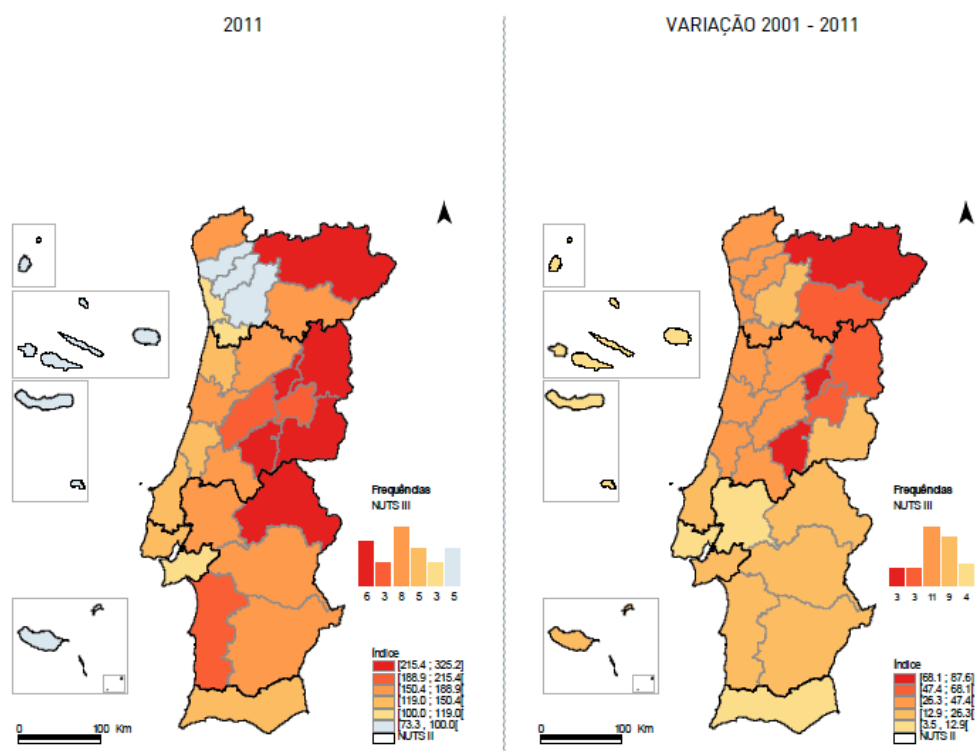 2011
VARIAÇÃO 2001 - 2011
Frequências
NUTS III
6 3 8 5 3 5
Índice
[215.4 ; 325.2]
[188.9 ; 215.4[
[150.4 ; 188.9[
[119.0 ; 150.4[
[100.0 ; 119.0[
[73.3 , 100.0[
NUTS II
0 100 Km
Frequências
NUTS III
3 3 11 9 4
Índice
[68.1 ; 87.6]
[47.4 ; 68.1[
[26.3 ; 47.4[
[12.9 ; 26.3[
[3.5 , 12.9[
NUTS II
0 100 Km